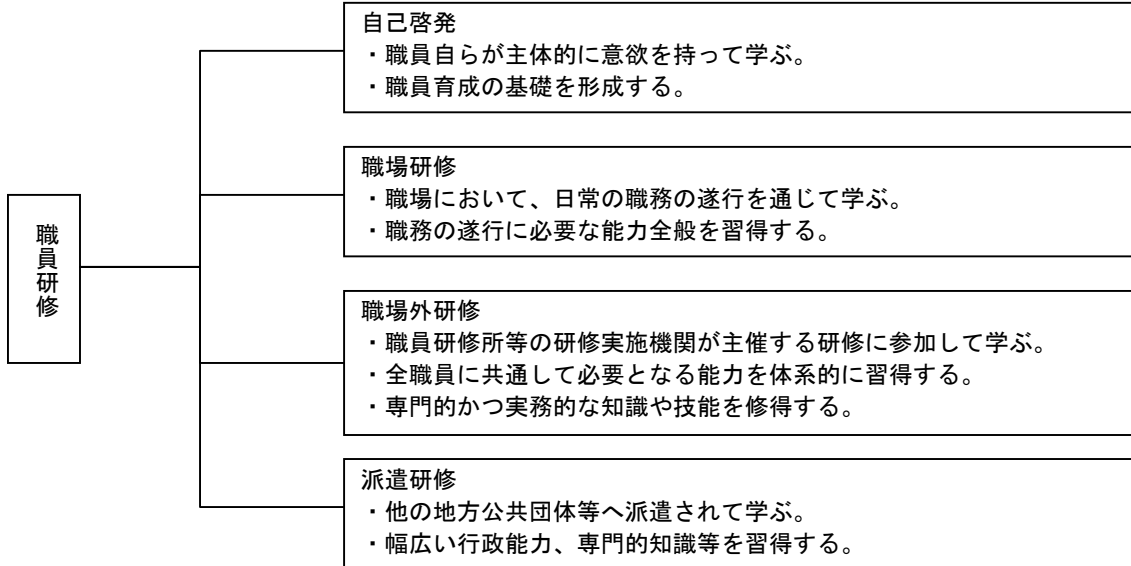 職員研修
自己啓発
・職員自らが主体的に意欲を持って学ぶ。
・職員育成の基礎を形成する。
職場研修
・職場において、日常の職務の遂行を通じて学ぶ。
・職務の遂行に必要な能力全般を習得する。
職場外研修
・職員研修所等の研修実施機関が主催する研修に参加して学ぶ。
・全職員に共通して必要となる能力を体系的に習得する。
・専門的かつ実務的な知識や技能を修得する。
派遣研修
・他の地方公共団体等へ派遣されて学ぶ。
・幅広い行政能力、専門的知識等を習得する。